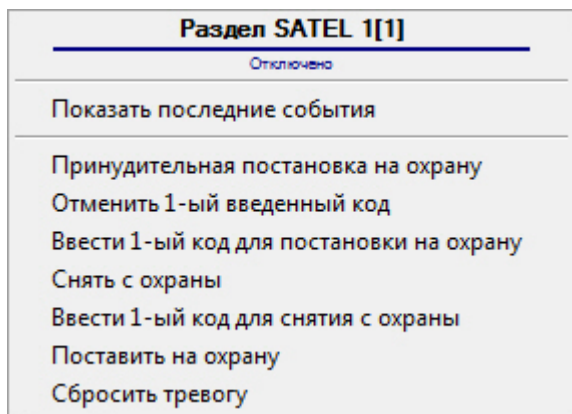 Раздел SATEL 1[1]
Отключено
Показать последние события
Принудительная постановка на охрану
Отменить 1-ый введенный код
Ввести 1-ый код для постановки на охрану
Снять с охраны
Ввести 1-ый код для снятия с охраны
Поставить на охрану
Сбросить тревогу